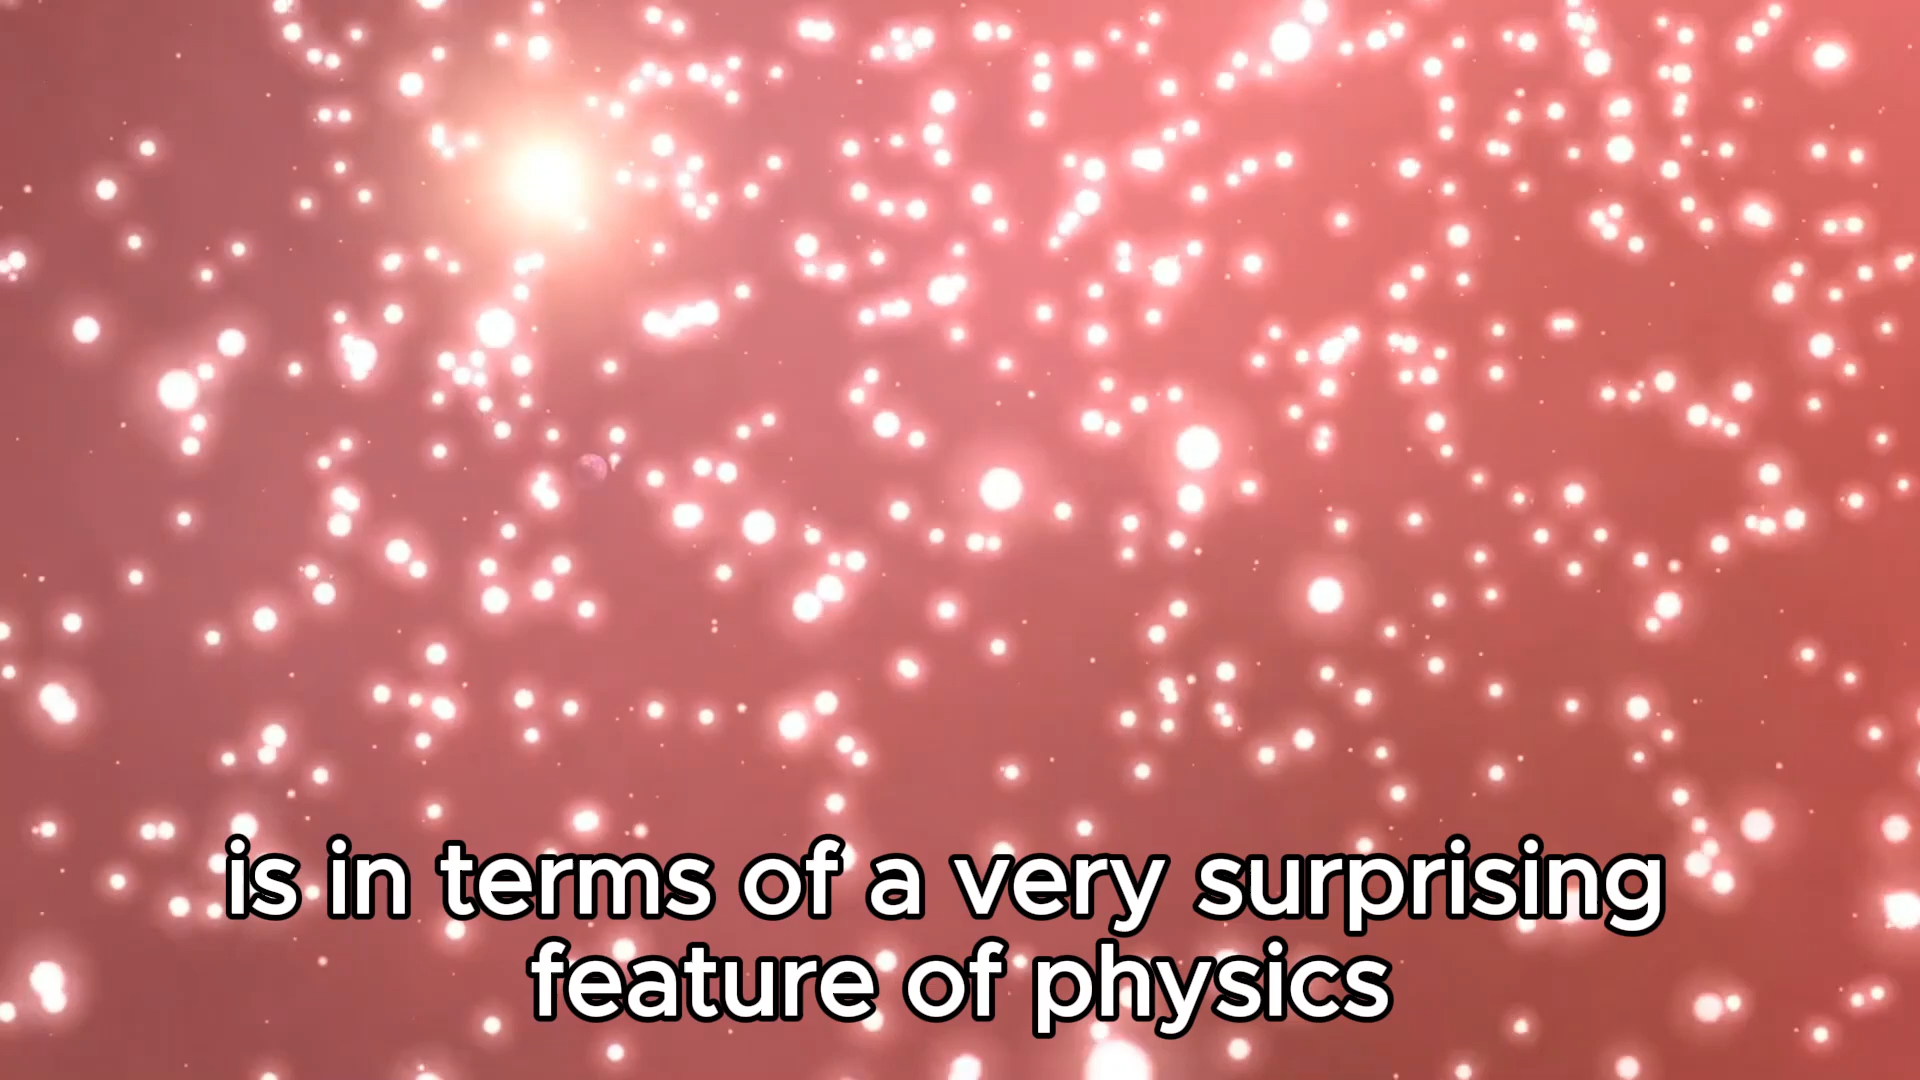 is in terms of a very surprising
feature of physics